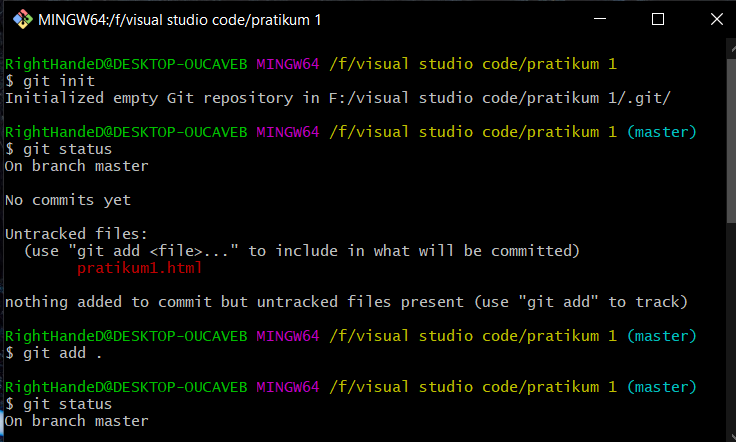 MINGW64:/f/visual studio code/pratikum 1
RightHandeD@DESKTOP-OUCAVEB MINGW64 /f/visual studio code/pratikum 1
$ git init
Initialized empty Git repository in F:/visual studio code/pratikum 1/.git/
RightHandeD@DESKTOP-OUCAVEB MINGW64 /f/visual studio code/pratikum 1 (master)
$ git status
On branch master
No commits yet
Untracked files:
  (use "git add <file>..." to include in what will be committed)
        pratikum1.html
nothing added to commit but untracked files present (use "git add" to track)
RightHandeD@DESKTOP-OUCAVEB MINGW64 /f/visual studio code/pratikum 1 (master)
$ git add .
RightHandeD@DESKTOP-OUCAVEB MINGW64 /f/visual studio code/pratikum 1 (master)
$ git status
On branch master